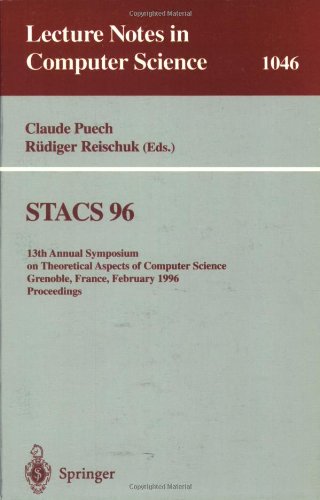 Lecture Notes in
Computer Science 1046
Claude Puech
Rüdiger Reischuk (Eds.)
STACS 96
13th Annual Symposium
on Theoretical Aspects of Computer Science
Grenoble, France, February 1996
Proceedings
Springer